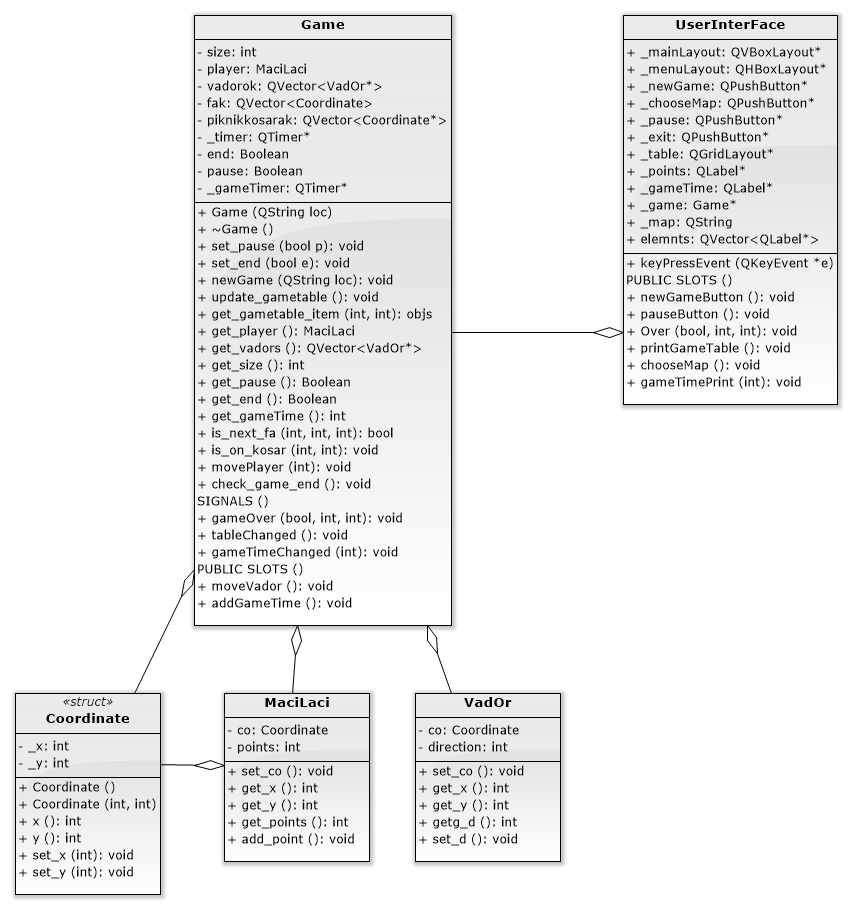 Game
- size: int
- player: MaciLaci
- vadorok: QVector<VadOr*>
- fak: QVector<Coordinate>
- piknikkosarak: QVector<Coordinate*>
- _timer: QTimer*
- end: Boolean
- pause: Boolean
- _gameTimer: QTimer*
+ Game (QString loc)
+ ~Game ()
+ set_pause (bool p): void
+ set_end (bool e): void
+ newGame (QString loc): void
+ update_gametable (): void
+ get_gametable_item (int, int): objs
+ get_player (): MaciLaci
+ get_vadors (): QVector<VadOr*>
+ get_size (): int
+ get_pause (): Boolean
+ get_end (): Boolean
+ get_gameTime (): int
+ is_next_fa (int, int, int): bool
+ is_on_kosar (int, int): void
+ movePlayer (int): void
+ check_game_end (): void
SIGNALS ()
+ gameOver (bool, int, int): void
+ tableChanged (): void
+ gameTimeChanged (int): void
PUBLIC SLOTS ()
+ moveVador (): void
+ addGameTime (): void
UserInterFace
+ _mainLayout: QVBoxLayout*
+ _menuLayout: QHBoxLayout*
+ _newGame: QPushButton*
+ _chooseMap: QPushButton*
+ _pause: QPushButton*
+ _exit: QPushButton*
+ _table: QGridLayout*
+ _points: QLabel*
+ _gameTime: QLabel*
+ _game: Game*
+ _map: QString
+ elemnts: QVector<QLabel*>
+ keyPressEvent (QKeyEvent *e)
PUBLIC SLOTS ()
+ newGameButton (): void
+ pauseButton (): void
+ Over (bool, int, int): void
+ printGameTable (): void
+ chooseMap (): void
+ gameTimePrint (int): void
«struct»
Coordinate
- _x: int
- _y: int
+ Coordinate ()
+ Coordinate (int, int)
+ x (): int
+ y (): int
+ set_x (int): void
+ set_y (int): void
MaciLaci
- co: Coordinate
- points: int
+ set_co (): void
+ get_x (): int
+ get_y (): int
+ get_points (): int
+ add_point (): void
VadOr
- co: Coordinate
- direction: int
+ set_co (): void
+ get_x (): int
+ get_y (): int
+ getg_d (): int
+ set_d (): void